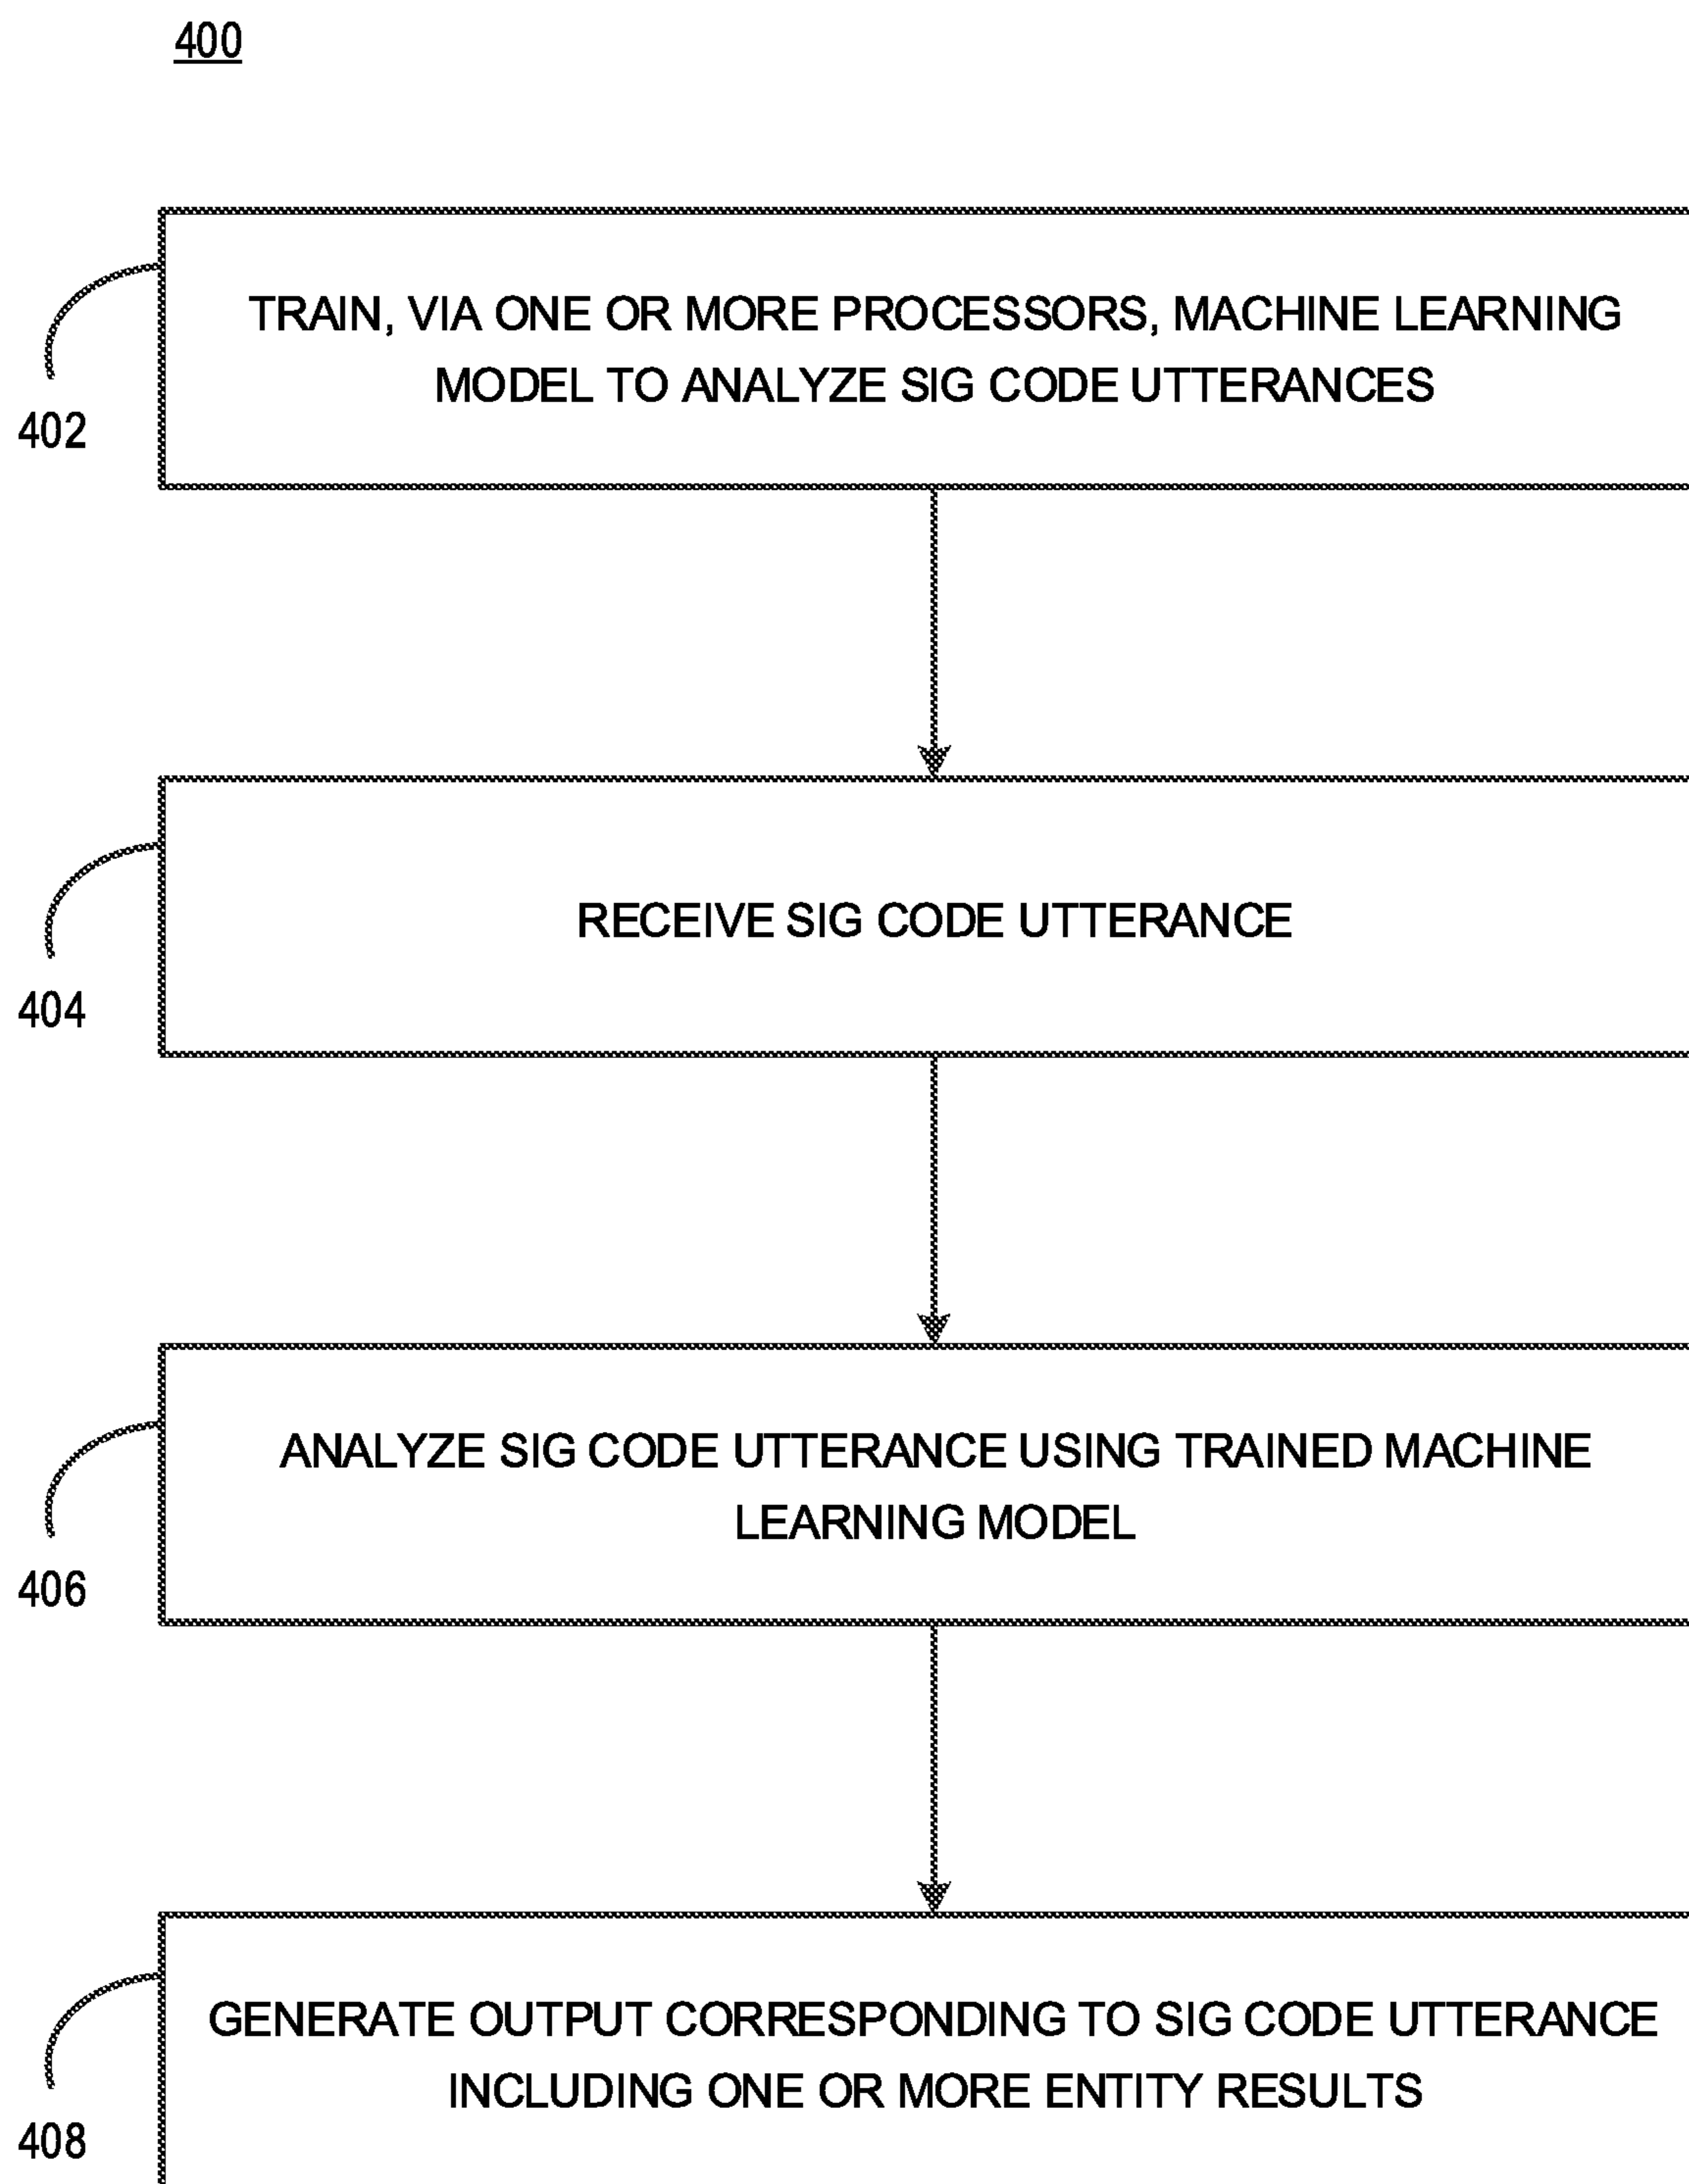 400
TRAIN, VIA ONE OR MORE PROCESSORS, MACHINE LEARNING
MODEL TO ANALYZE SIG CODE UTTERANCES
402
RECEIVE SIG CODE UTTERANCE
404
ANALYZE SIG CODE UTTERANCE USING TRAINED MACHINE
LEARNING MODEL
406
GENERATE OUTPUT CORRESPONDING TO SIG CODE UTTERANCE
INCLUDING ONE OR MORE ENTITY RESULTS
408